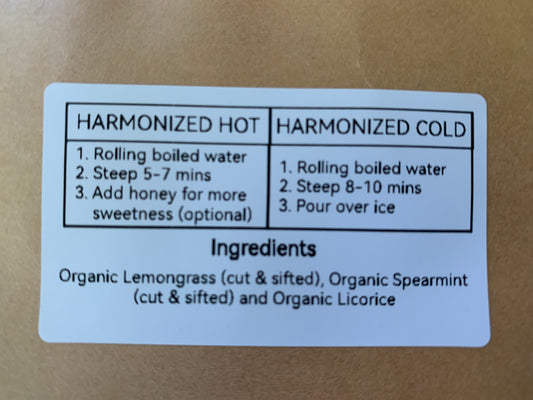 HARMONIZED HOT
1. Rolling boiled water
2. Steep 5-7 mins
3. Add honey for more
sweetness (optional)
HARMONIZED COLD
1. Rolling boiled water
2. Steep 8-10 mins
3. Pour over ice
Ingredients
Organic Lemongrass (cut & sifted), Organic Spearmint
(cut & sifted) and Organic Licorice